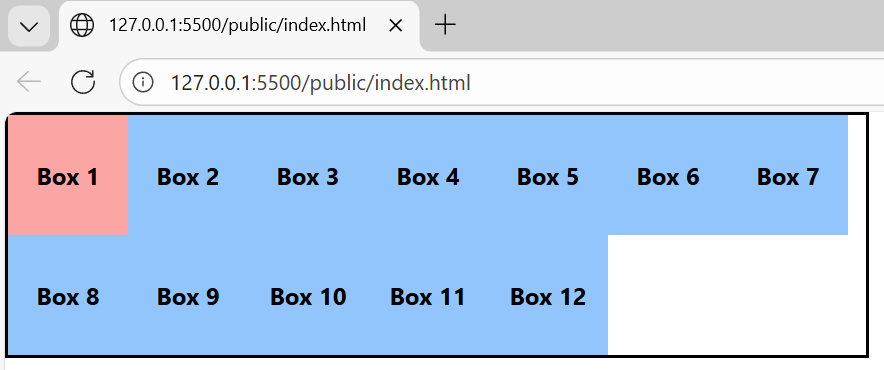 127.0.0.1:5500/public/index.html
127.0.0.1:5500/public/index.html
Box 1 Box 2 Box 3 Box 4 Box 5 Box 6 Box 7
Box 8 Box 9 Box 10 Box 11 Box 12